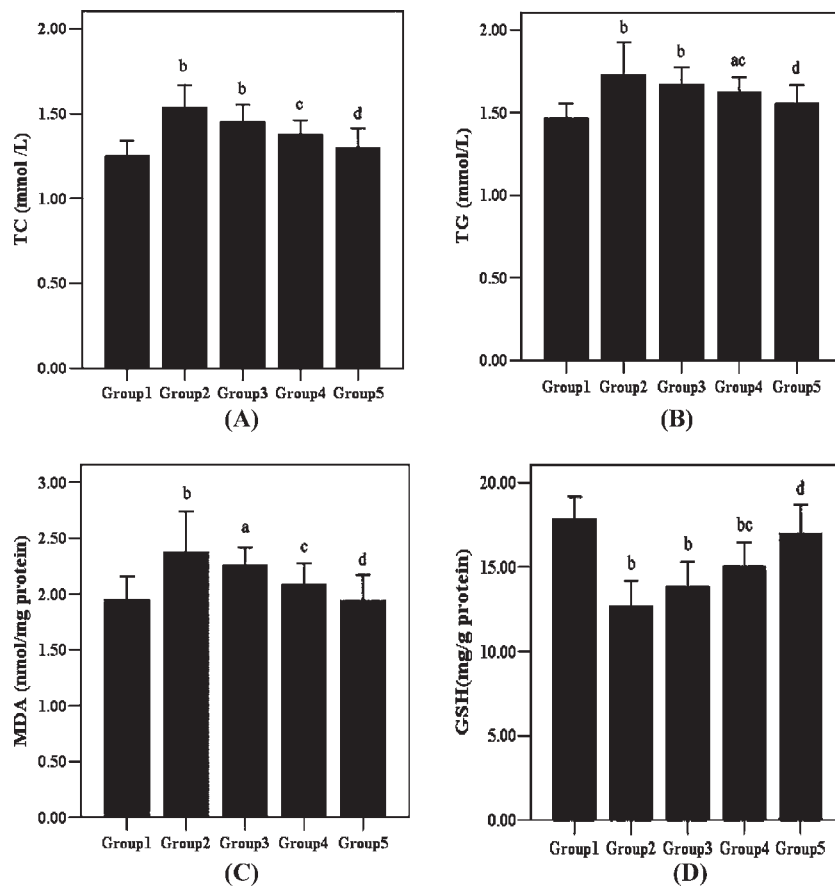 2.00
1.50
1.00
0.50
0.00
TC (mmol /L)
b
b
c
d
Group1 Group2 Group3 Group4 Group5
(A)
2.00
1.50
1.00
0.50
0.00
TG (mmol/L)
b
b
ac
d
Group1 Group2 Group3 Group4 Group5
(B)
3.00
2.50
2.00
1.50
1.00
0.50
0.00
MDA (nmol/mg protein)
b
a
c
d
Group1 Group2 Group3 Group4 Group5
(C)
20.00
15.00
10.00
5.00
0.00
GSH(mg/g protein)
b
b
bc
d
Group1 Group2 Group3 Group4 Group5
(D)